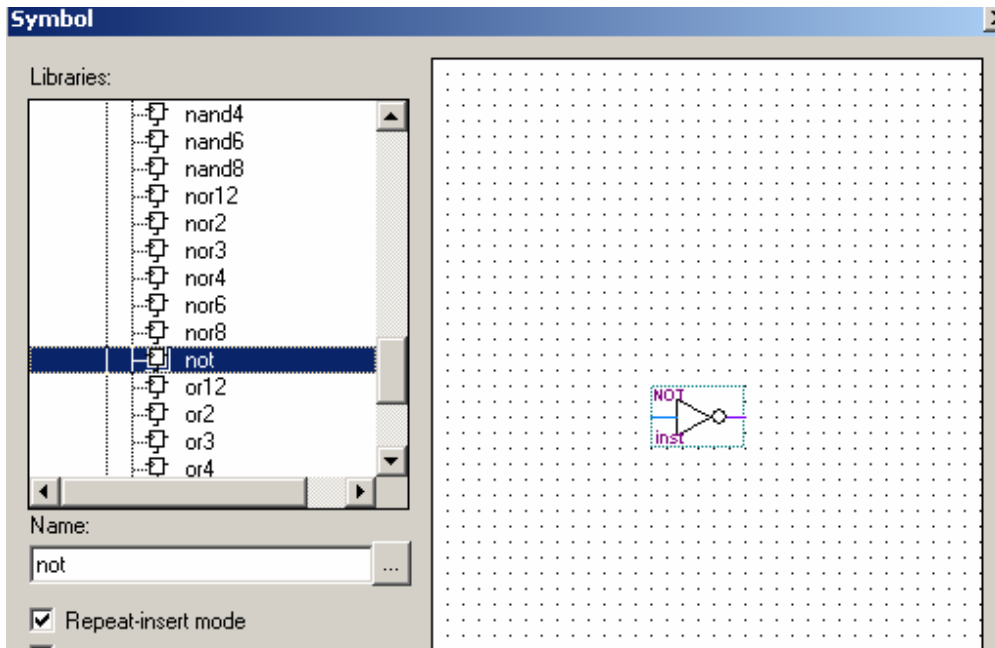 Symbol
Libraries:
nand4
nand6
nand8
nor12
nor2
nor3
nor4
nor6
nor8
not
or12
or2
or3
or4
Name:
not
...
Repeat-insert mode
NOT
inst